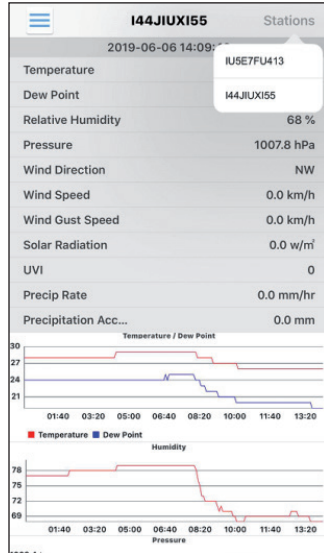 I44JIUXI55 Stations
2019-06-06 14:09:
IU5E7FU413
I44JIUXI55
Temperature
Dew Point
Relative Humidity 68 %
Pressure 1007.8 hPa
Wind Direction NW
Wind Speed 0.0 km/h
Wind Gust Speed 0.0 km/h
Solar Radiation 0.0 w/㎡
UVI 0
Precip Rate 0.0 mm/hr
Precipitation Acc... 0.0 mm
Temperature / Dew Point
30
27
24
21
01:40 03:20 05:00 06:40 08:20 10:00 11:40 13:20
Temperature Dew Point
Humidity
78
75
72
69
01:40 03:20 05:00 06:40 08:20 10:00 11:40 13:20
Pressure